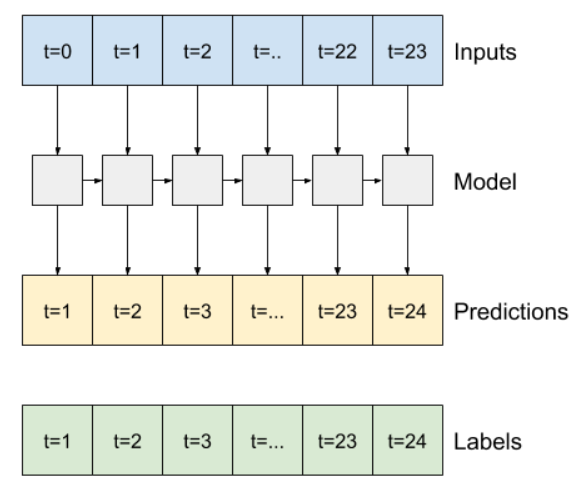 t=0 t=1 t=2 t=.. t=22 t=23 Inputs
Model
t=1 t=2 t=3 t=... t=23 t=24 Predictions
t=1 t=2 t=3 t=... t=23 t=24 Labels